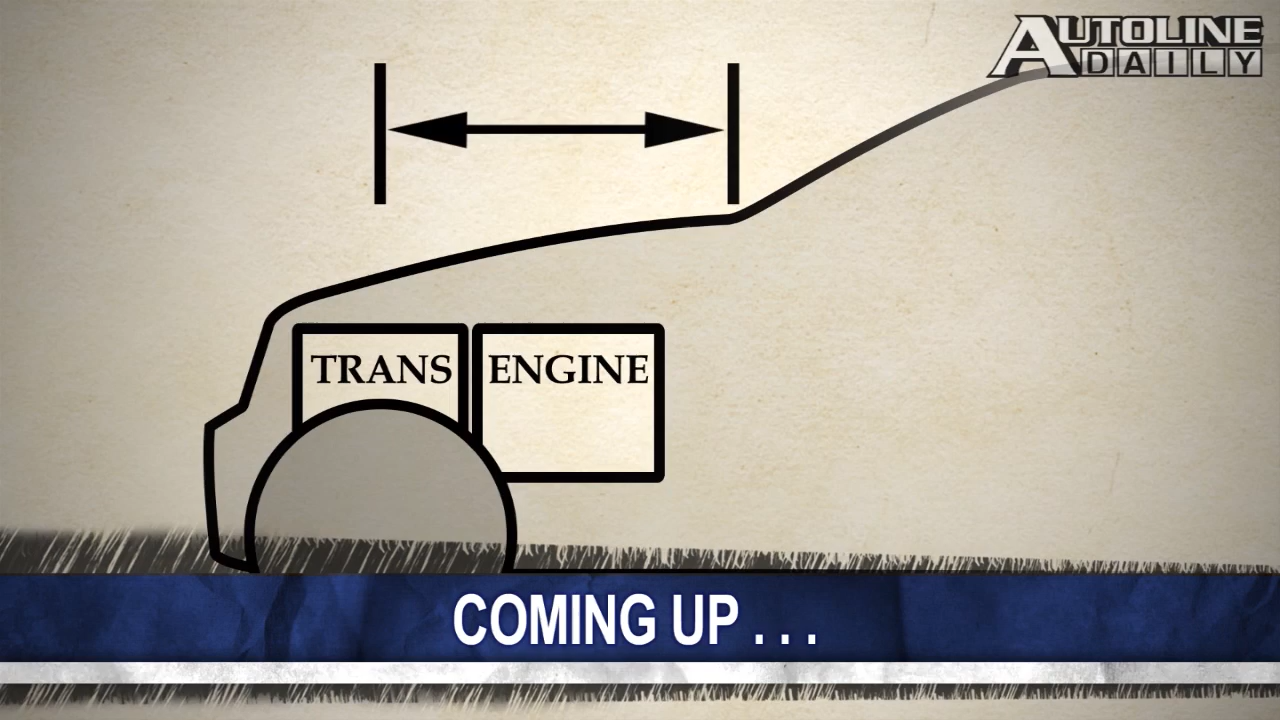 AUTOLINE
DAILY
TRANS
ENGINE
COMING UP . . .